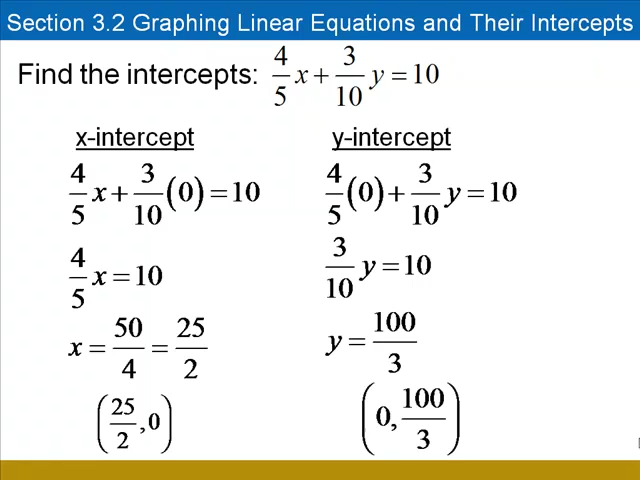 Section 3.2 Graphing Linear Equations and Their Intercepts
Find the intercepts: 4/5 x + 3/10 y = 10
x-intercept
4/5 x + 3/10 (0) = 10
4/5 x = 10
x = 50/4 = 25/2
(25/2, 0)
y-intercept
4/5 (0) + 3/10 y = 10
3/10 y = 10
y = 100/3
(0, 100/3)